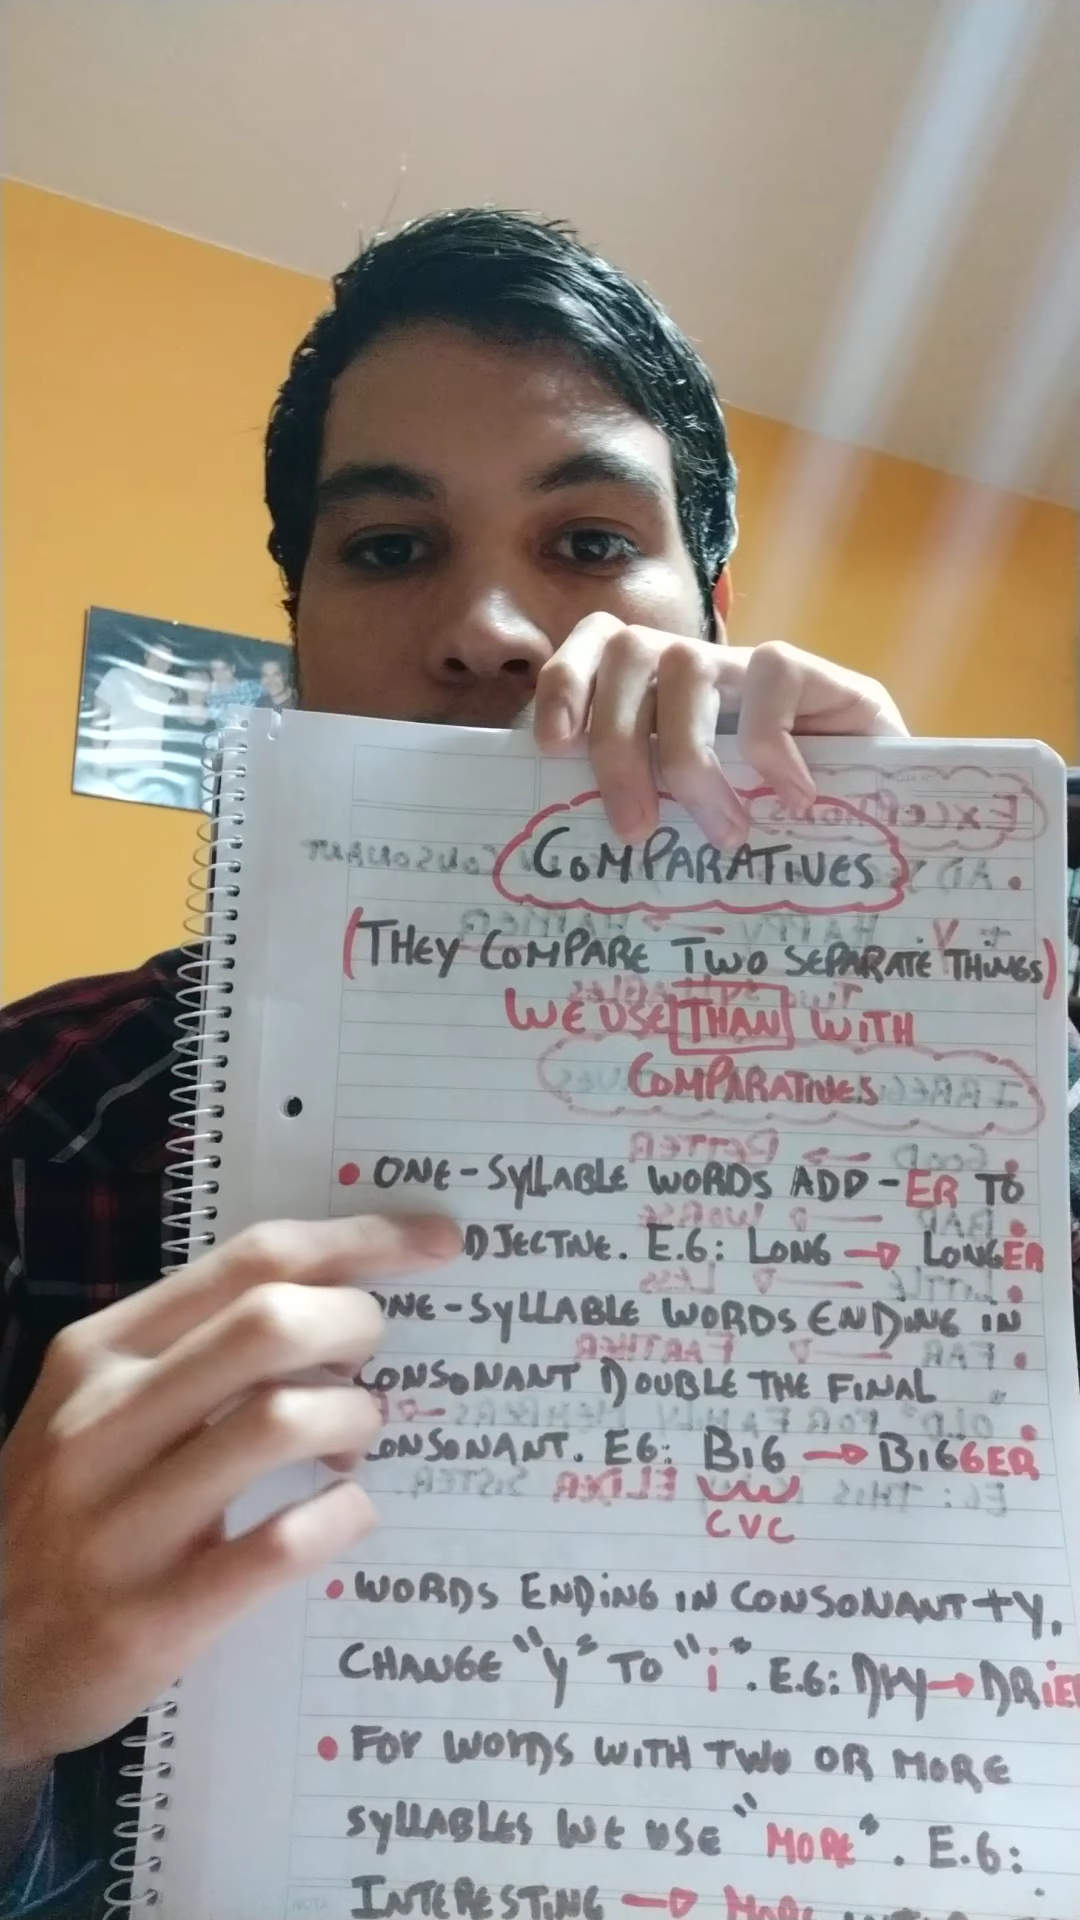 COMPARATIVES
(THEY COMPARE TWO SEPARATE THINGS)
WE USE THAN WITH
COMPARATIVES
• ONE-SYLLABLE WORDS ADD -ER TO
DJECTIVE. E.G: LONG → LONGER
ONE-SYLLABLE WORDS ENDING IN
CONSONANT DOUBLE THE FINAL
CONSONANT. EG: BIG → BIGGER
CVC
• WORDS ENDING IN CONSONANT +Y,
CHANGE "Y" TO "i". E.G: DRY → DRIE
• FOR WORDS WITH TWO OR MORE
SYLLABLES WE USE "MORE". E.G:
INTERESTING → MORE